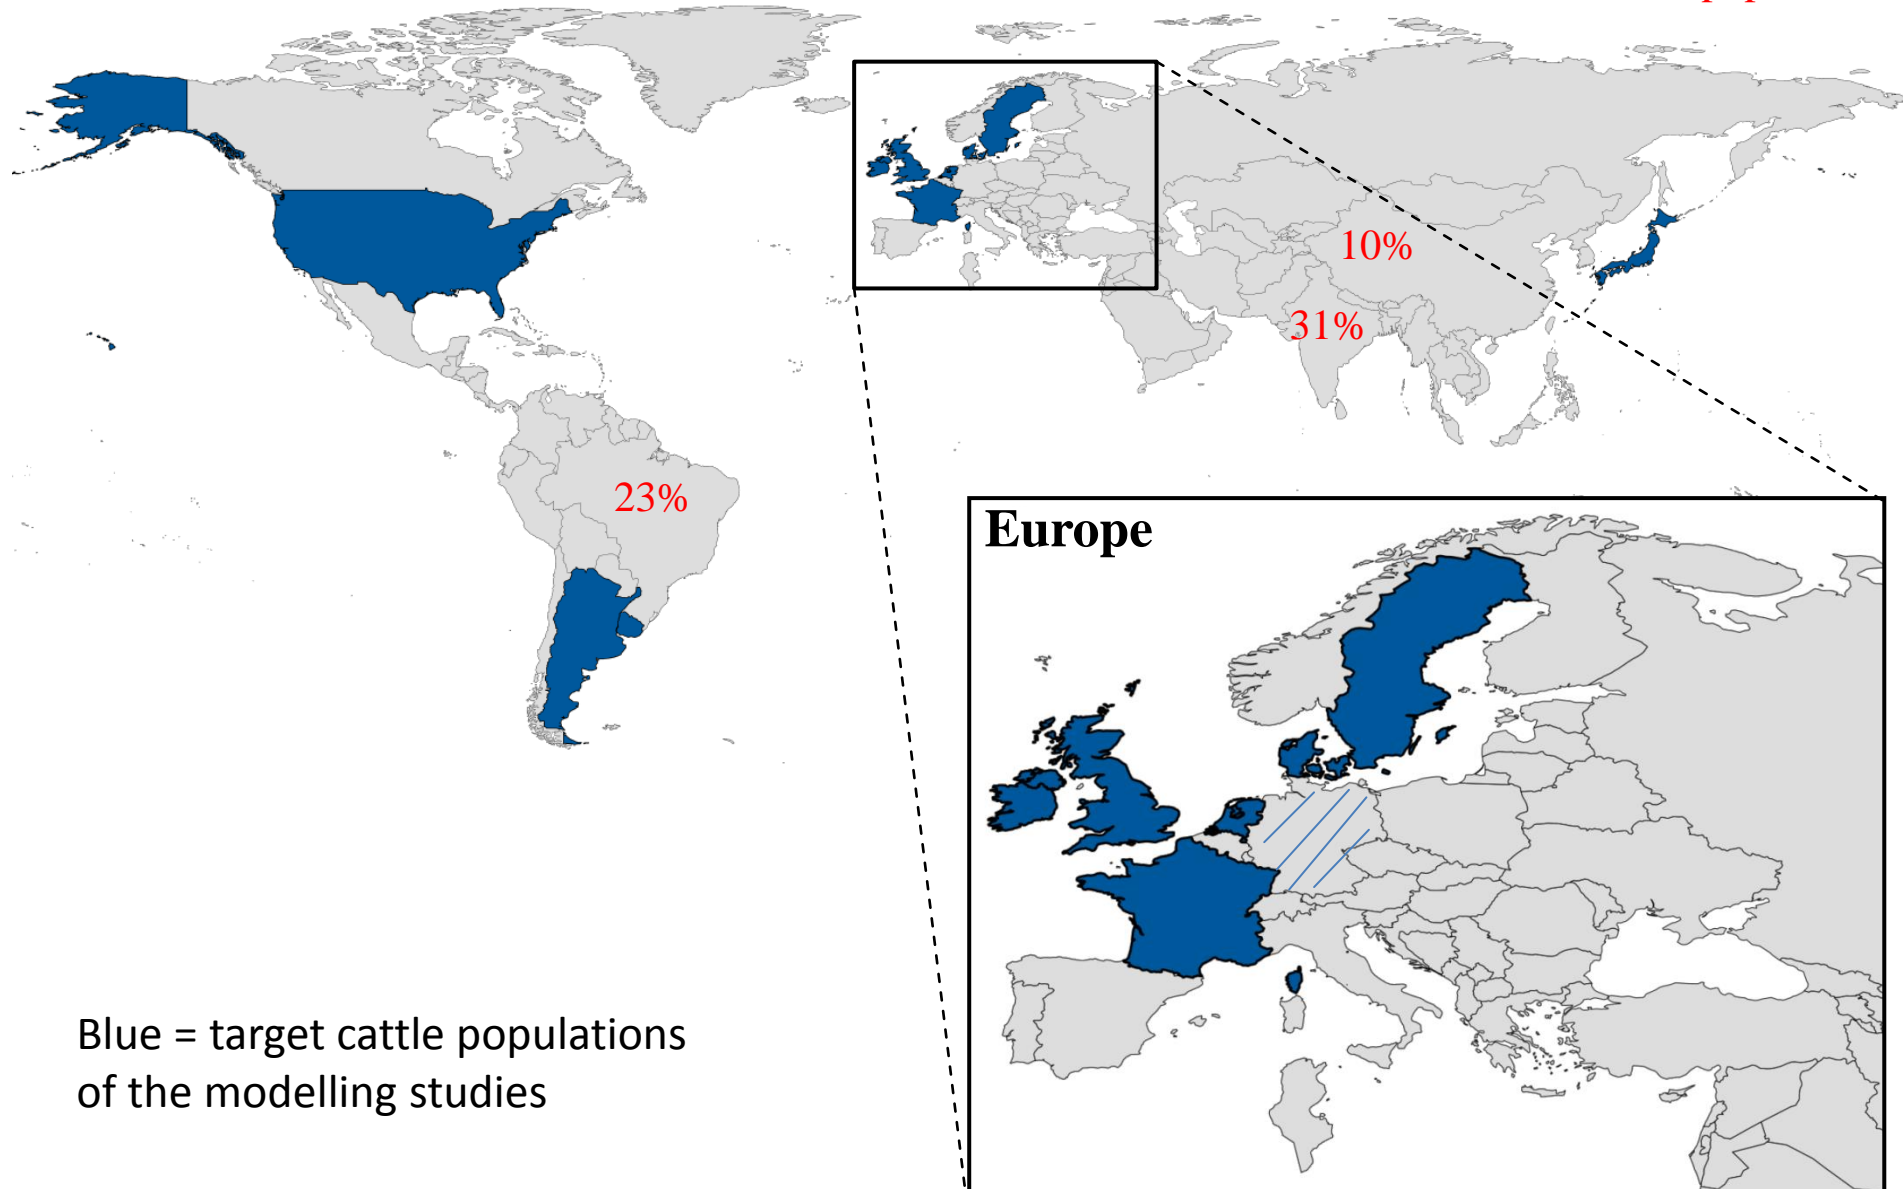 10%
31%
23%
Europe
Blue = target cattle populations
of the modelling studies